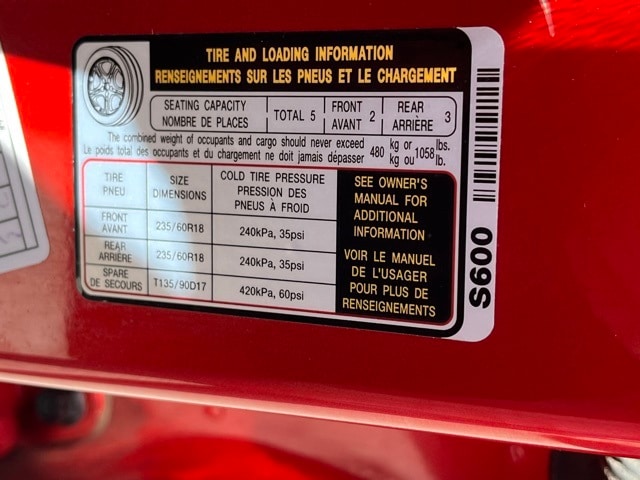 TIRE AND LOADING INFORMATION
RENSEIGNEMENTS SUR LES PNEUS ET LE CHARGEMENT
SEATING CAPACITY
NOMBRE DE PLACES
TOTAL 5
FRONT
AVANT 2
REAR
ARRIÈRE 3
The combined weight of occupants and cargo should never exceed 480 kg or 1058 lbs.
Le poids total des occupants et du chargement ne doit jamais dépasser kg ou lb.
TIRE
PNEU
SIZE
DIMENSIONS
COLD TIRE PRESSURE
PRESSION DES
PNEUS À FROID
FRONT
AVANT
235/60R18
240kPa, 35psi
REAR
ARRIÈRE
235/60R18
240kPa, 35psi
SPARE
DE SECOURS
T135/90D17
420kPa, 60psi
SEE OWNER'S
MANUAL FOR
ADDITIONAL
INFORMATION
VOIR LE MANUEL
DE L'USAGER
POUR PLUS DE
RENSEIGNEMENTS
S600